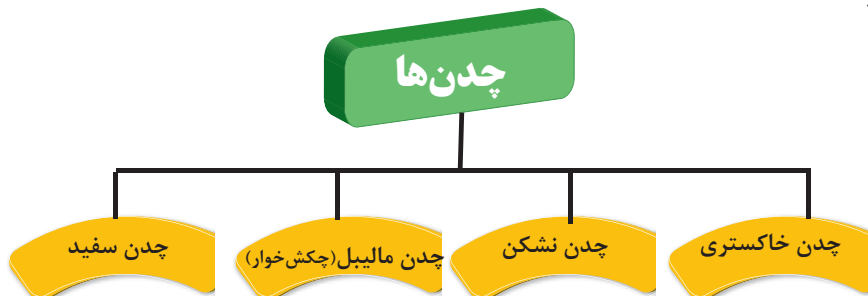 چدن‌ها
چدن خاکستری
چدن نشکن
چدن مالیبل(چکش‌خوار)
چدن سفید